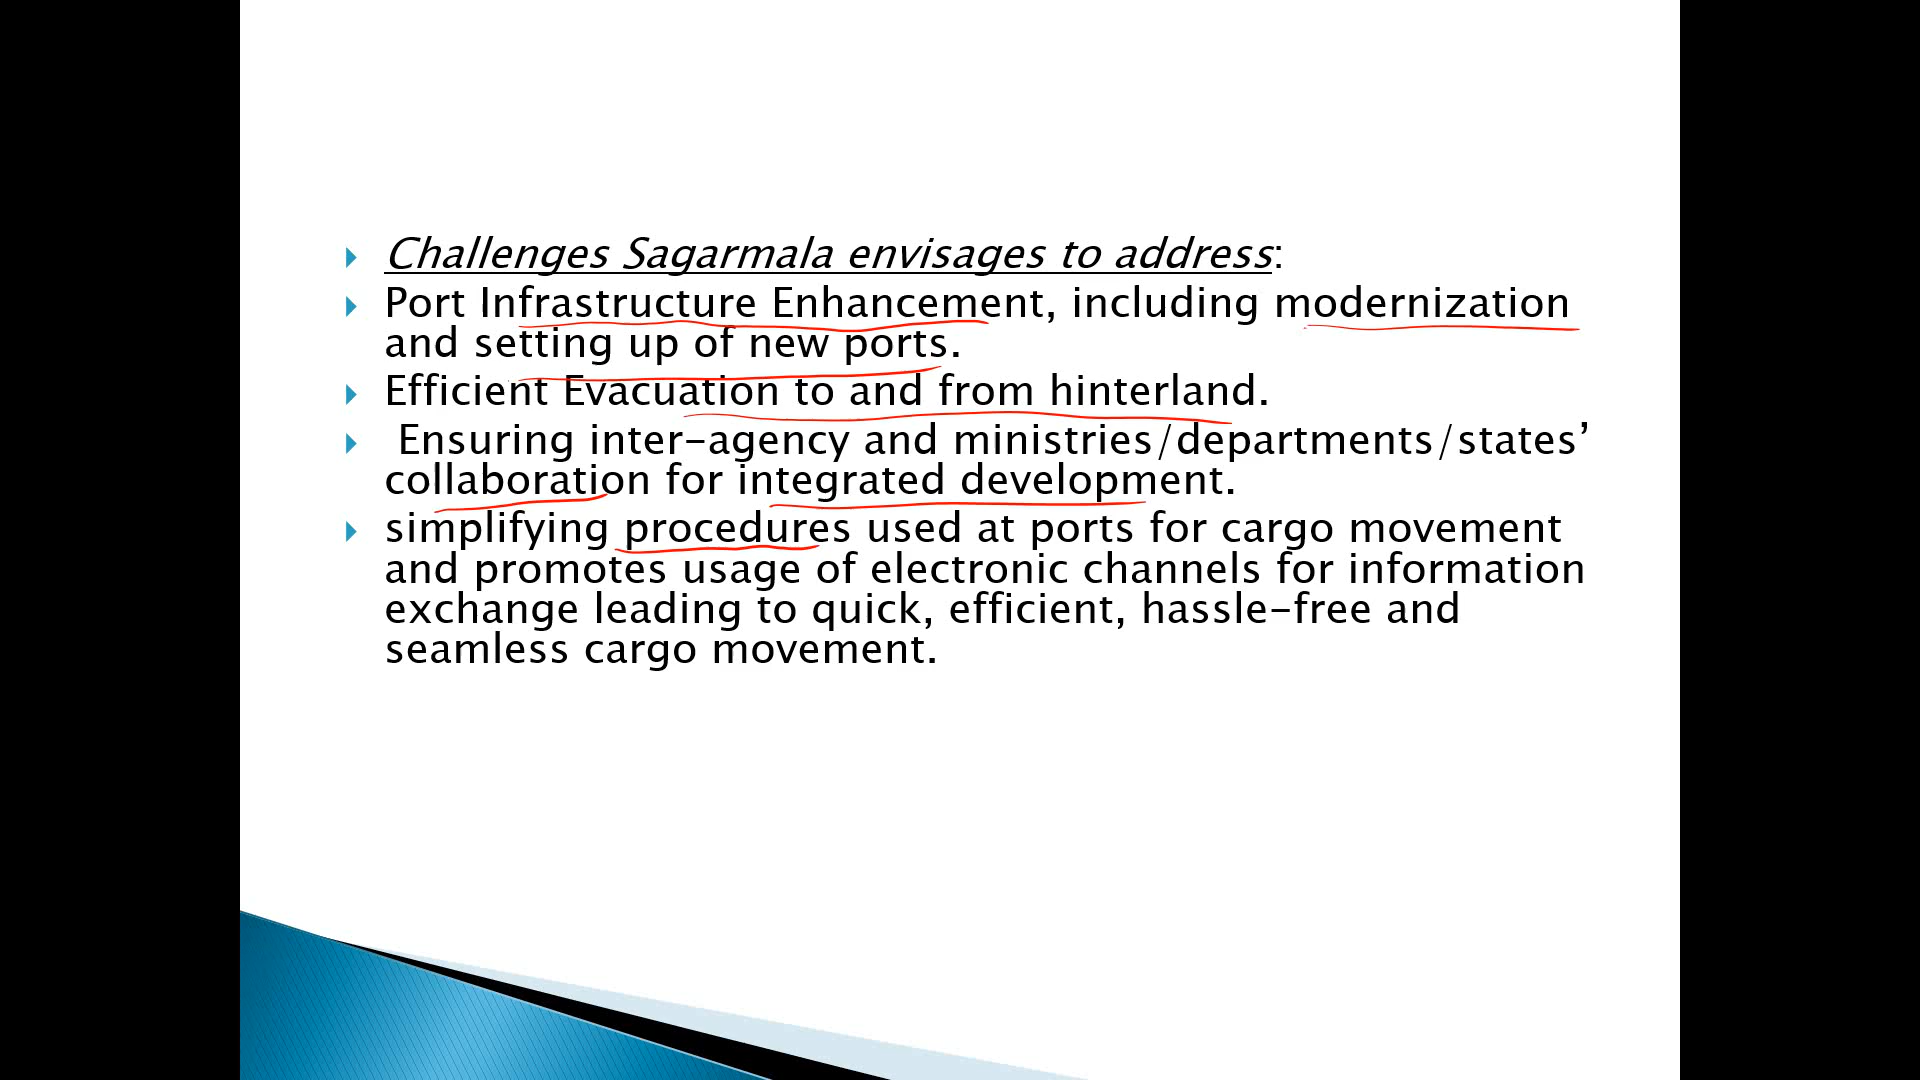 Challenges Sagarmala envisages to address:
Port Infrastructure Enhancement, including modernization
and setting up of new ports.
Efficient Evacuation to and from hinterland.
Ensuring inter-agency and ministries/departments/states’
collaboration for integrated development.
simplifying procedures used at ports for cargo movement
and promotes usage of electronic channels for information
exchange leading to quick, efficient, hassle-free and
seamless cargo movement.